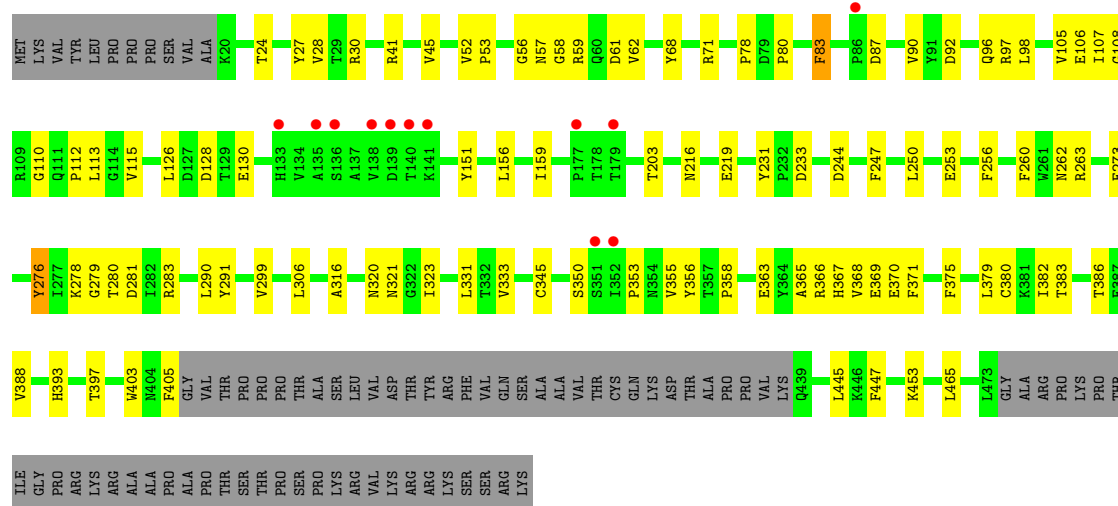 MET LYS VAL TYR LEU PRO PRO PRO SER VAL ALA K20 T24 Y27 V28 T29 R30 R41 V45 V52 P53 G56 N57 G58 R59 Q60 D61 V62 Y68 R71 P78 D79 P80 F83 P86 D87 V90 Y91 D92 Q96 R97 L98 V105 E106 I107 G108
R109 G110 Q111 P112 L113 G114 V115 L126 D127 D128 T129 E130 H133 V134 A135 S136 A137 V138 D139 T140 K141 Y151 L156 I159 P177 T178 T179 T203 N216 E219 Y231 P232 D233 D244 F247 L250 E253 F256 F260 W261 N262 R263
Y276 I277 K278 G279 T280 D281 I282 R283 L290 Y291 V299 L306 A316 N320 N321 G322 I323 L331 T332 V333 C345 S350 S351 I352 P353 N354 V355 Y356 T357 P358 E363 Y364 A365 R366 H367 V368 E369 E370 F371 F375 L379 C380 K381 I382 T383 T386
V388 H393 T397 W403 N404 F405 GLY VAL THR PRO PRO PRO THR ALA SER LEU VAL ASP THR TYR ARG PHE VAL GLN SER ALA ALA VAL THR CYS GLN LYS ASP THR ALA PRO PRO VAL LYS Q439 L445 K446 F447 K453 L465 L473 GLY ALA ARG PRO LYS PRO THR
ILE GLY PRO ARG LYS ARG ALA ALA PRO ALA PRO THR SER THR PRO SER PRO LYS ARG VAL LYS ARG ARG LYS SER SER ARG LYS